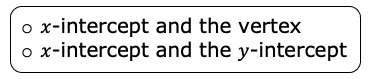 ○ x-intercept and the vertex
○ x-intercept and the y-intercept